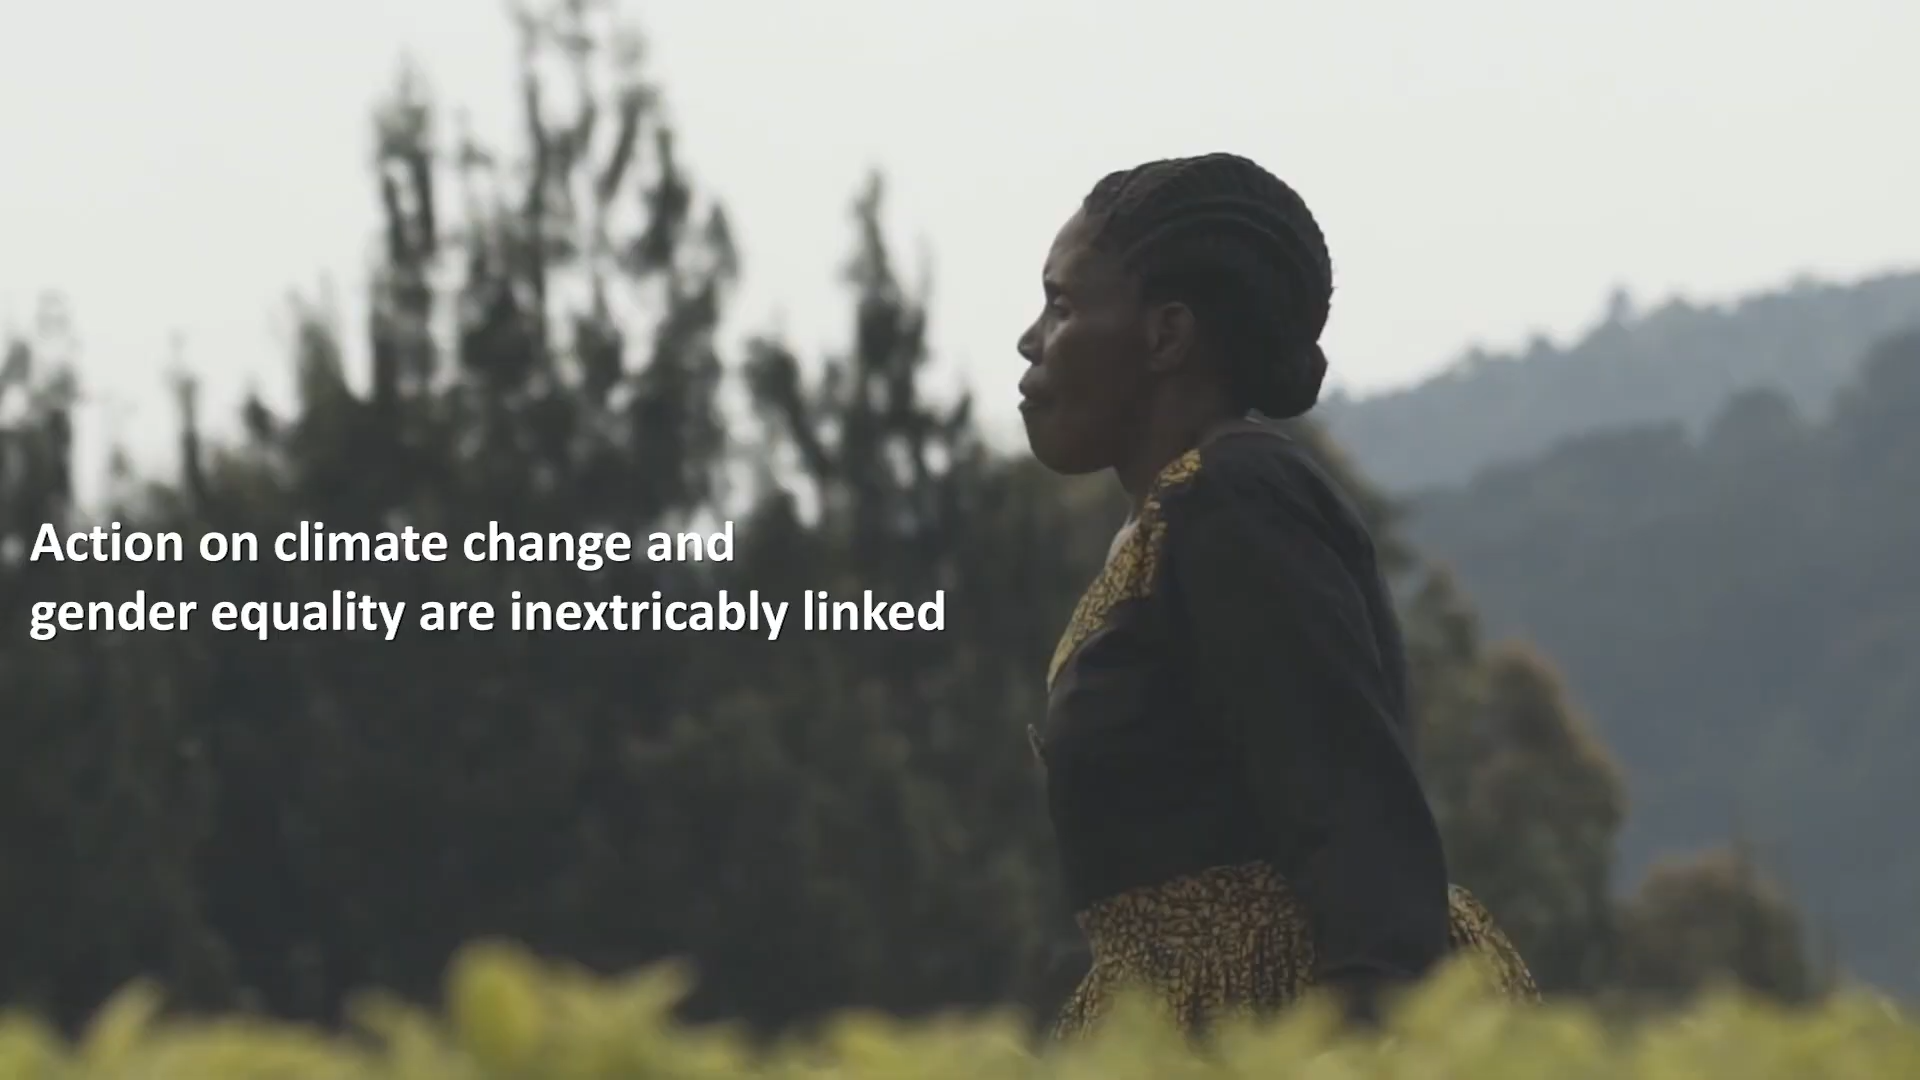 Action on climate change and
gender equality are inextricably linked